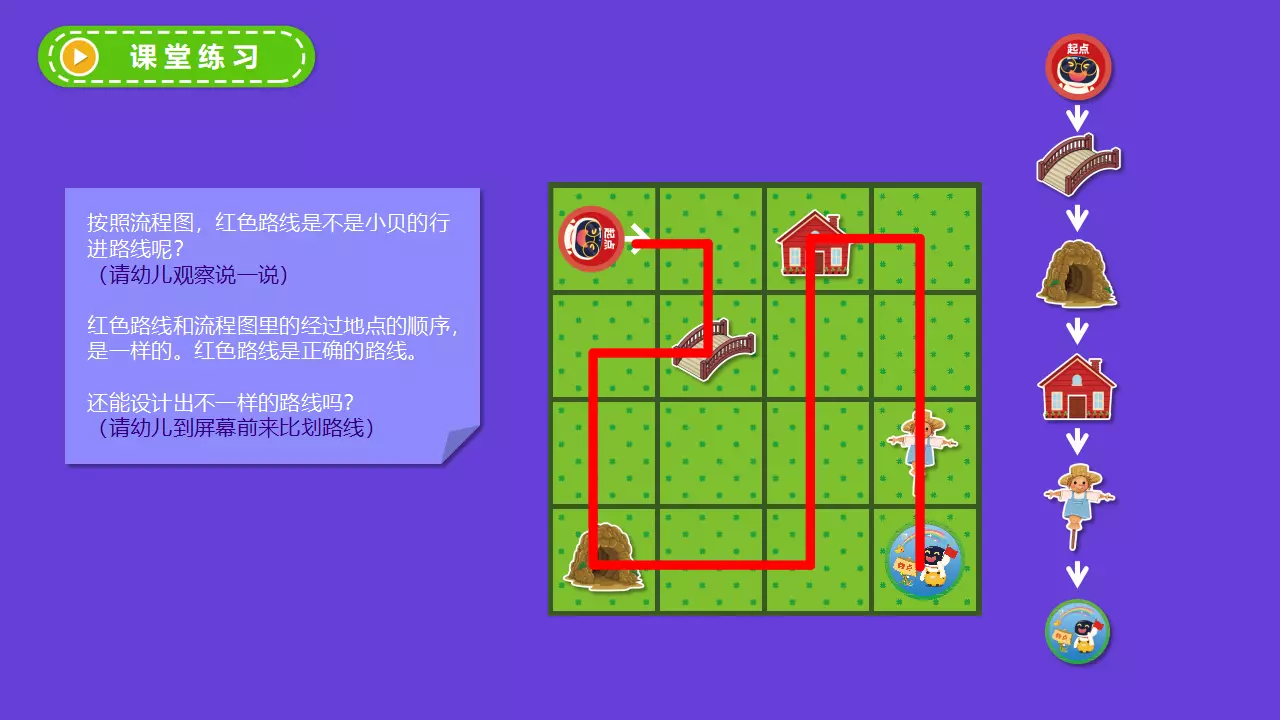 课堂练习
起点
按照流程图，红色路线是不是小贝的行
进路线呢？
（请幼儿观察说一说）
红色路线和流程图里的经过地点的顺序，
是一样的。红色路线是正确的路线。
还能设计出不一样的路线吗？
（请幼儿到屏幕前来比划路线）
起点
终点
终点